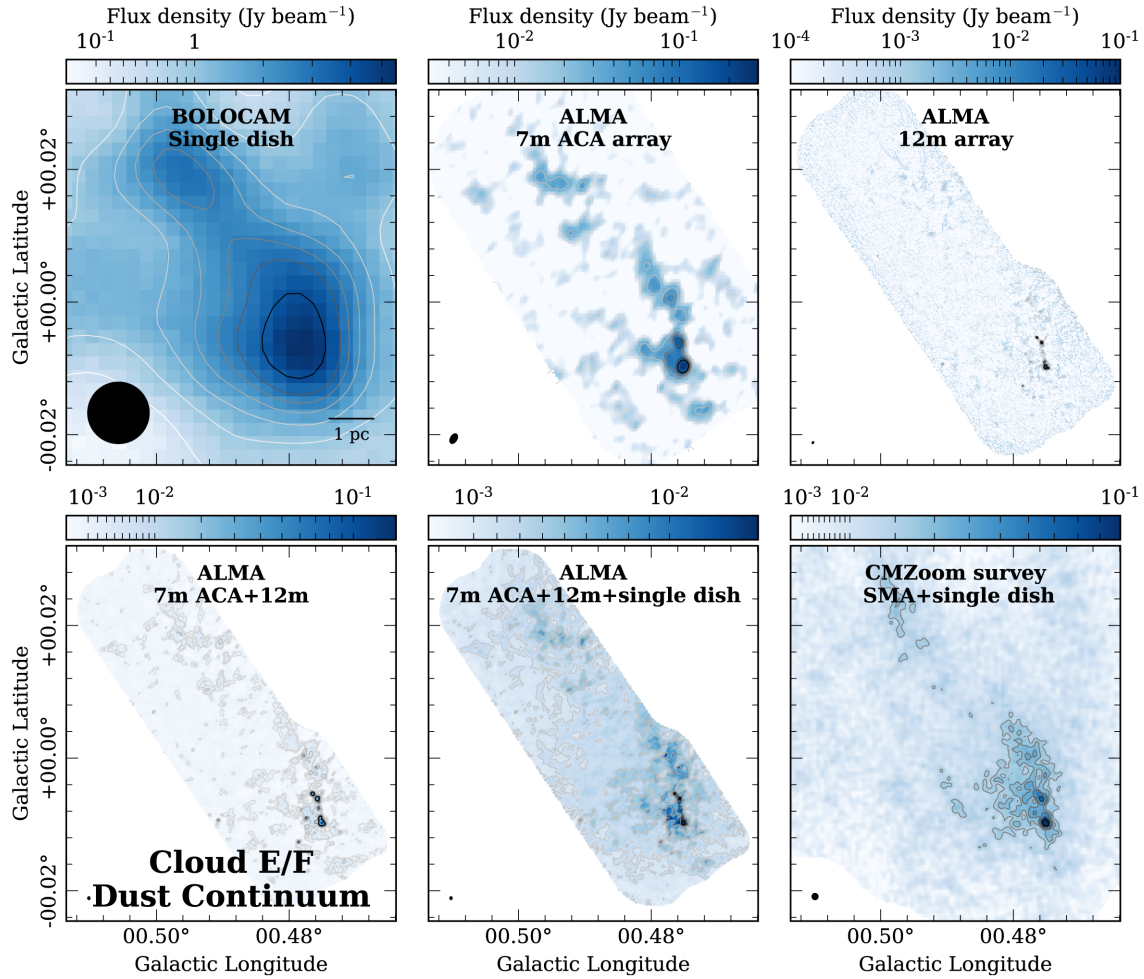 Flux density (Jy beam⁻¹) Flux density (Jy beam⁻¹) Flux density (Jy beam⁻¹)
10⁻¹ 1 10⁻² 10⁻¹ 10⁻⁴ 10⁻³ 10⁻² 10⁻¹
BOLOCAM
Single dish
ALMA
7m ACA array
ALMA
12m array
Galactic Latitude
+00.02°
+00.00°
-00.02°
1 pc
10⁻³ 10⁻² 10⁻¹ 10⁻³ 10⁻² 10⁻³ 10⁻² 10⁻¹
ALMA
7m ACA+12m
ALMA
7m ACA+12m+single dish
CMZoom survey
SMA+single dish
Galactic Latitude
+00.02°
+00.00°
-00.02°
Cloud E/F
Dust Continuum
00.50° 00.48° 00.50° 00.48° 00.50° 00.48°
Galactic Longitude Galactic Longitude Galactic Longitude